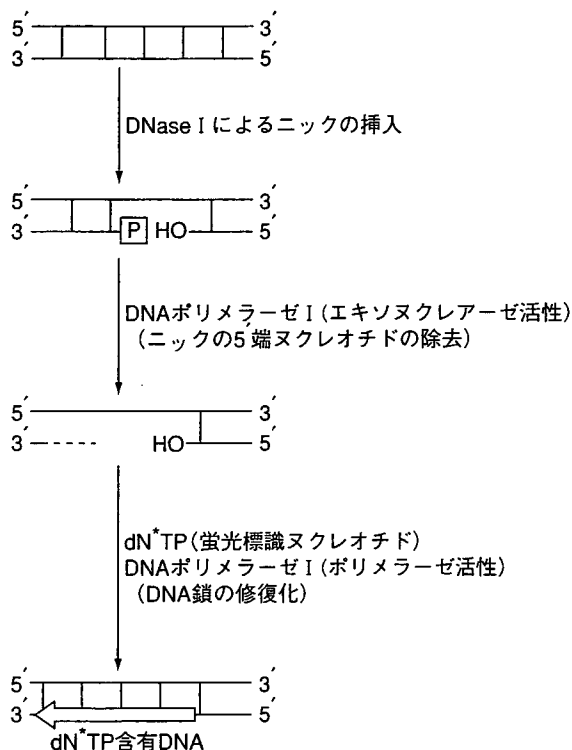 5′ 3′
3′ 5′
DNase Ⅰによるニックの挿入
5′ 3′
3′ P HO 5′
DNAポリメラーゼⅠ(エキソヌクレアーゼ活性)
(ニックの5′端ヌクレオチドの除去)
5′ 3′
3′ HO 5′
dN*TP(蛍光標識ヌクレオチド)
DNAポリメラーゼⅠ(ポリメラーゼ活性)
(DNA鎖の修復化)
5′ 3′
3′ 5′
dN*TP含有DNA